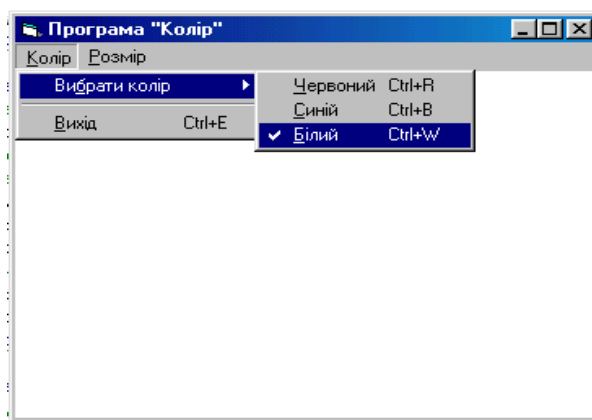 Програма "Колір"
Колір Розмір
Вибрати колір
Вихід Ctrl+E
Червоний Ctrl+R
Синій Ctrl+B
Білий Ctrl+W